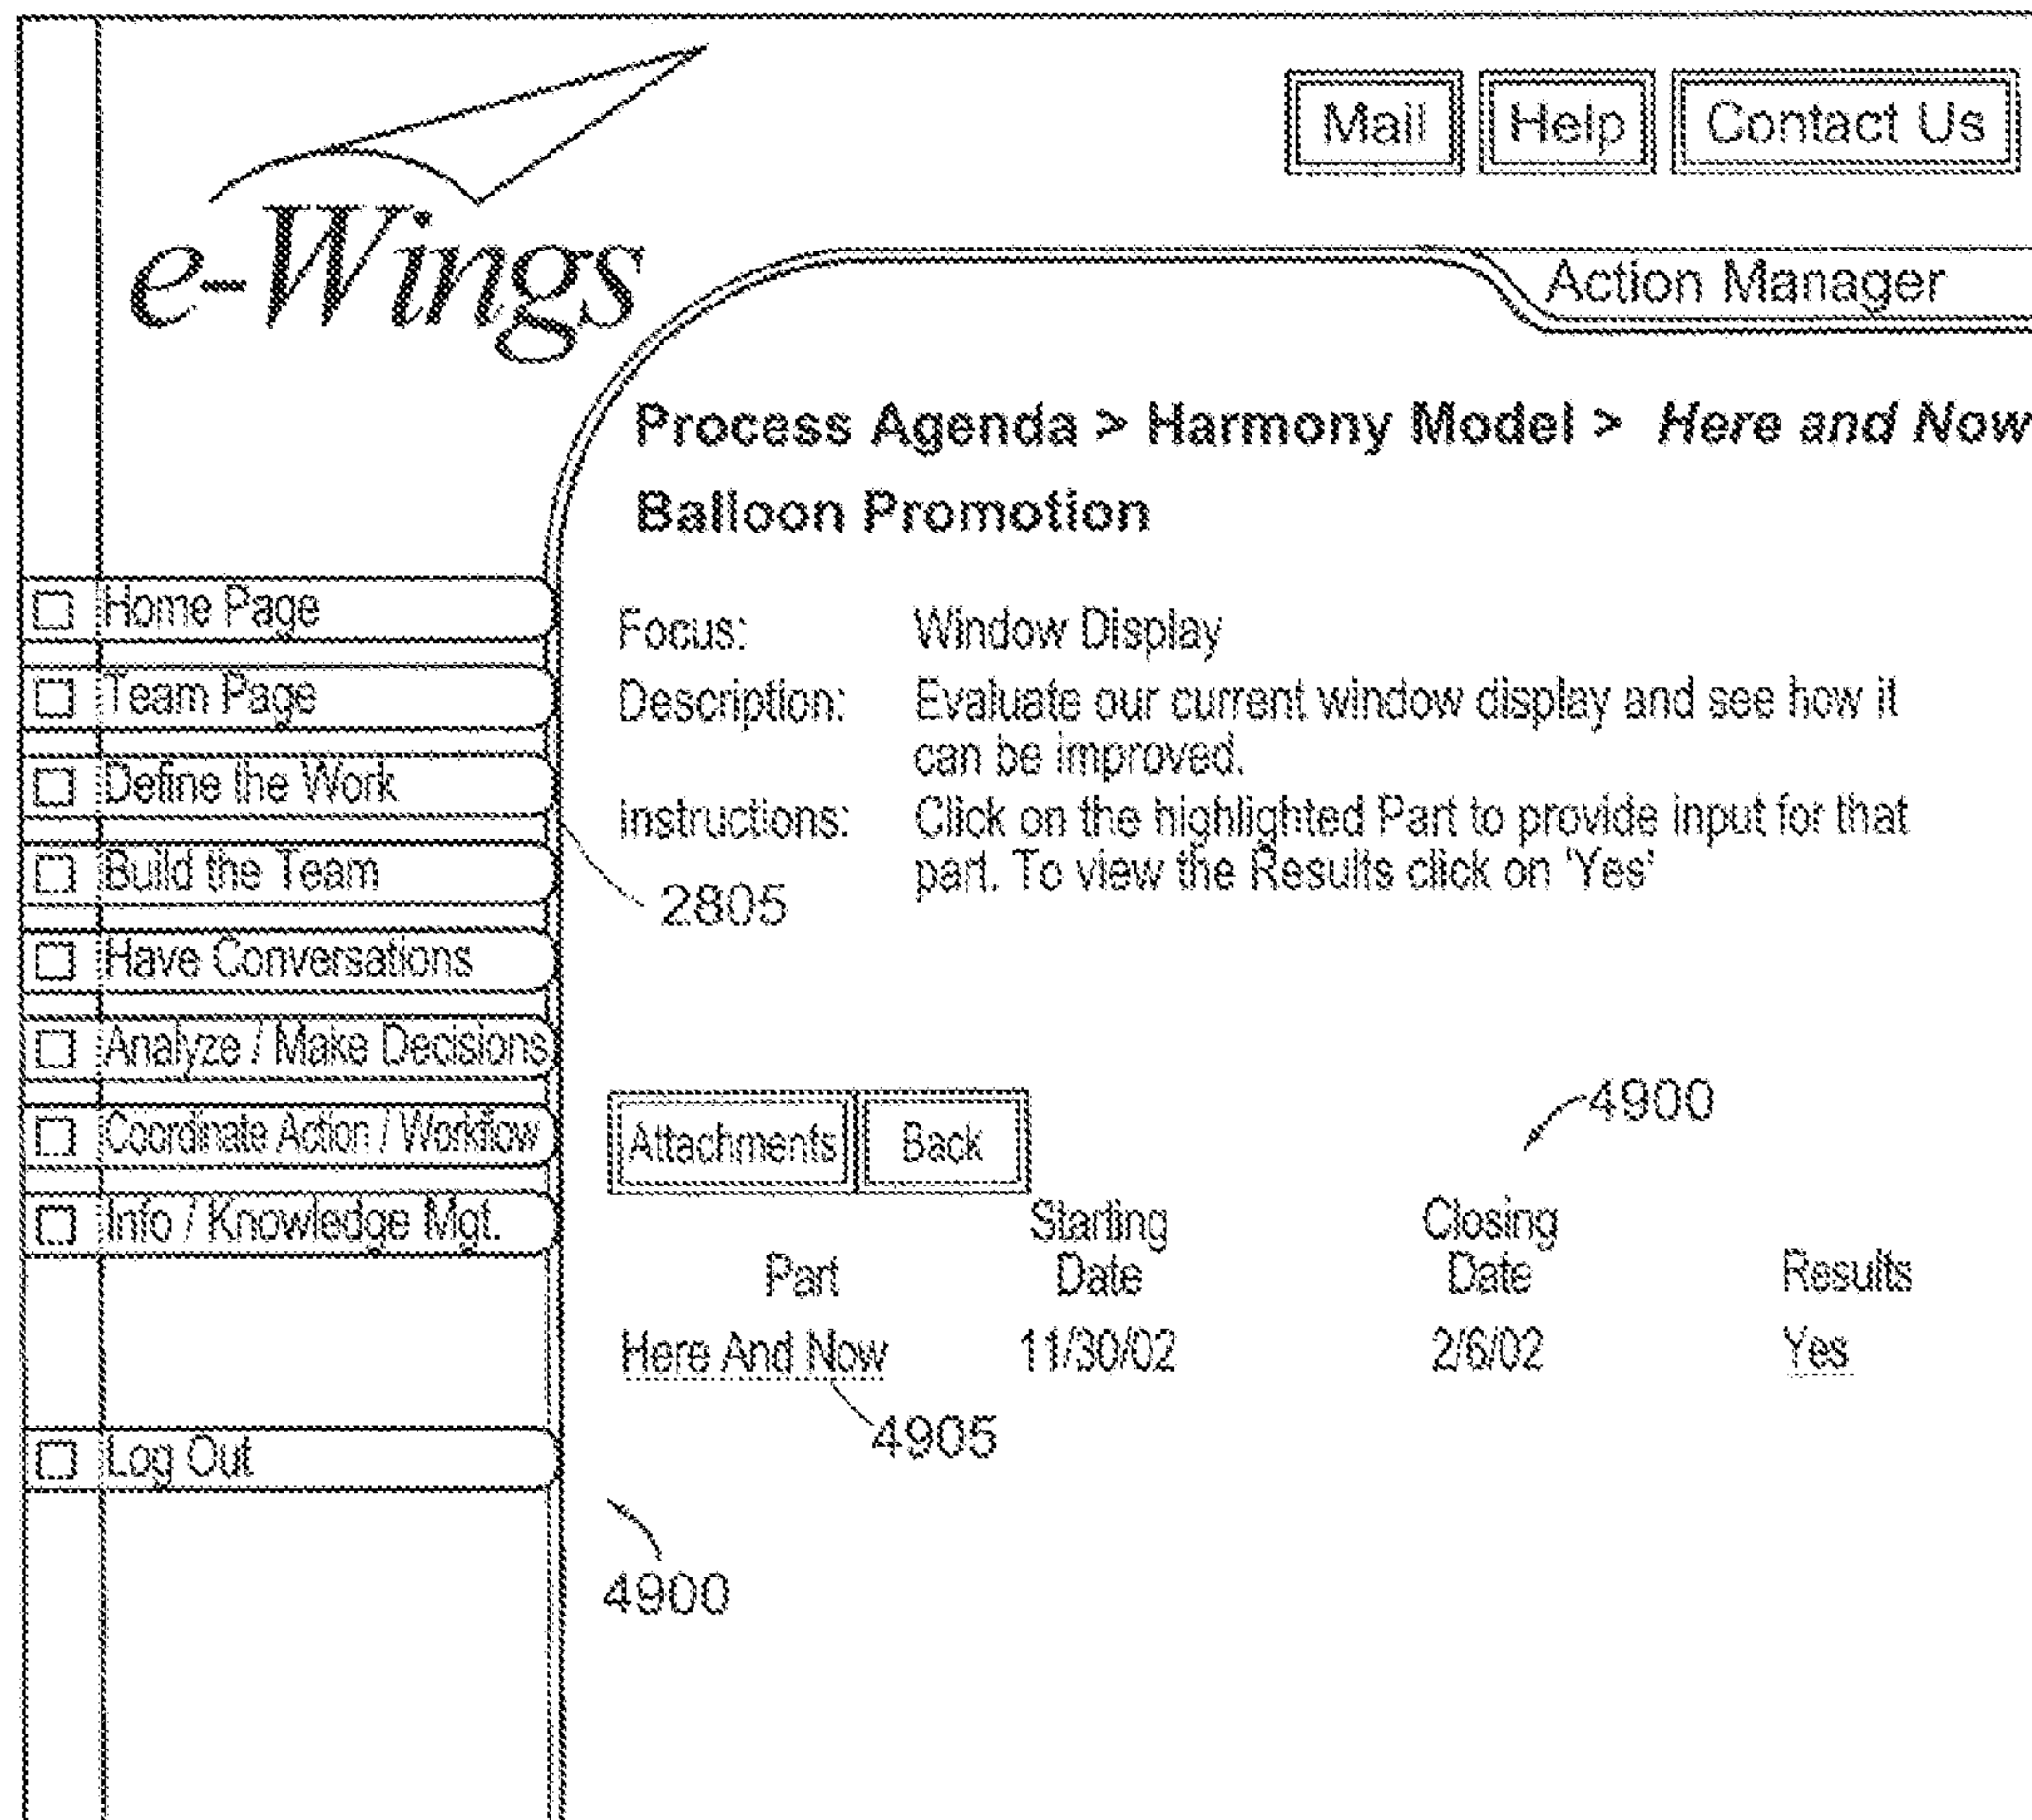 Mail Help Contact Us
e-Wings
Action Manager
Process Agenda > Harmony Model > Here and Now
Balloon Promotion
Home Page
Team Page
Define the Work
Build the Team
Have Conversations
Analyze / Make Decisions
Coordinate Action / Workflow
Info / Knowledge Mgt.
Log Out
Focus: Window Display
Description: Evaluate our current window display and see how it
can be improved.
Instructions: Click on the highlighted Part to provide input for that
part. To view the Results click on 'Yes'
2805
4900
Attachments Back
Starting Closing
Part Date Date Results
Here And Now 11/30/02 2/6/02 Yes
4905
4900